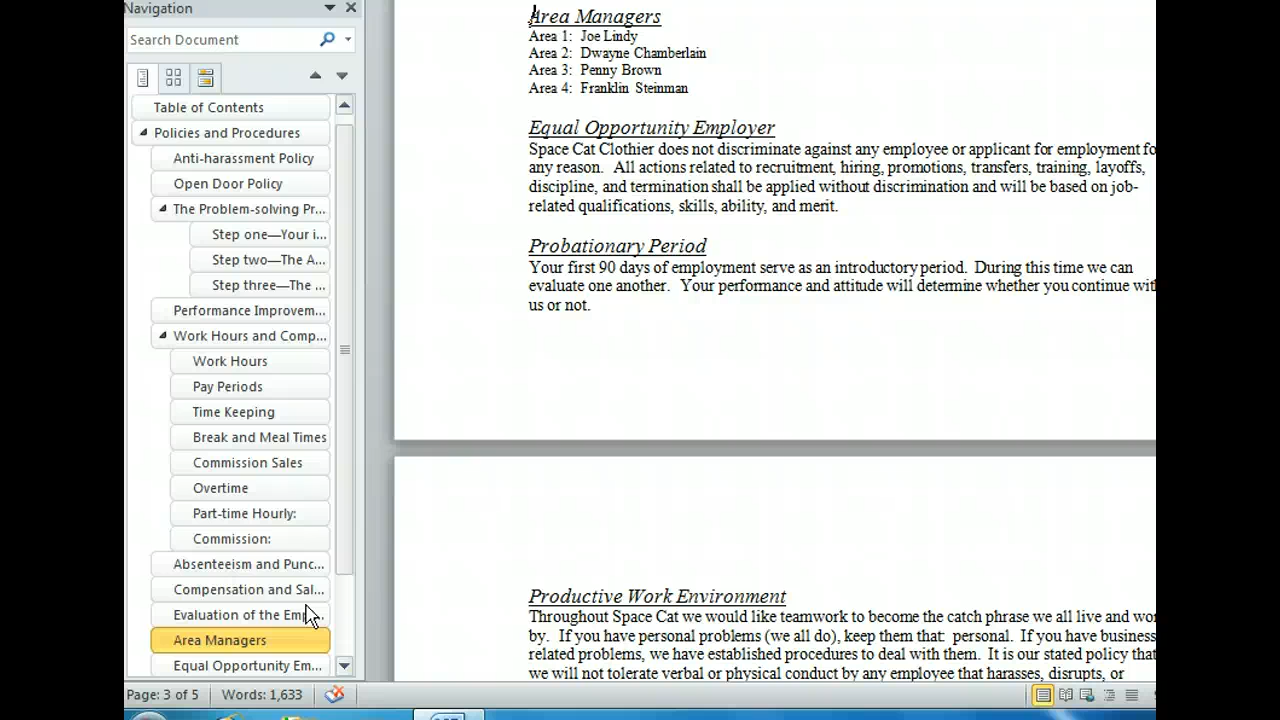 Navigation
Search Document
Table of Contents
Policies and Procedures
Anti-harassment Policy
Open Door Policy
The Problem-solving Pr...
Step one—Your i...
Step two—The A...
Step three—The ...
Performance Improvem...
Work Hours and Comp...
Work Hours
Pay Periods
Time Keeping
Break and Meal Times
Commission Sales
Overtime
Part-time Hourly:
Commission:
Absenteeism and Punc...
Compensation and Sal...
Evaluation of the Em
Area Managers
Equal Opportunity Em...
Page: 3 of 5
Words: 1,633
Area Managers
Area 1: Joe Lindy
Area 2: Dwayne Chamberlain
Area 3: Penny Brown
Area 4: Franklin Steinman
Equal Opportunity Employer
Space Cat Clothier does not discriminate against any employee or applicant for employment fo
any reason. All actions related to recruitment, hiring, promotions, transfers, training, layoffs,
discipline, and termination shall be applied without discrimination and will be based on job-
related qualifications, skills, ability, and merit.
Probationary Period
Your first 90 days of employment serve as an introductory period. During this time we can
evaluate one another. Your performance and attitude will determine whether you continue wit
us or not.
Productive Work Environment
Throughout Space Cat we would like teamwork to become the catch phrase we all live and wo
by. If you have personal problems (we all do), keep them that: personal. If you have business
related problems, we have established procedures to deal with them. It is our stated policy tha
we will not tolerate verbal or physical conduct by any employee that harasses, disrupts, or